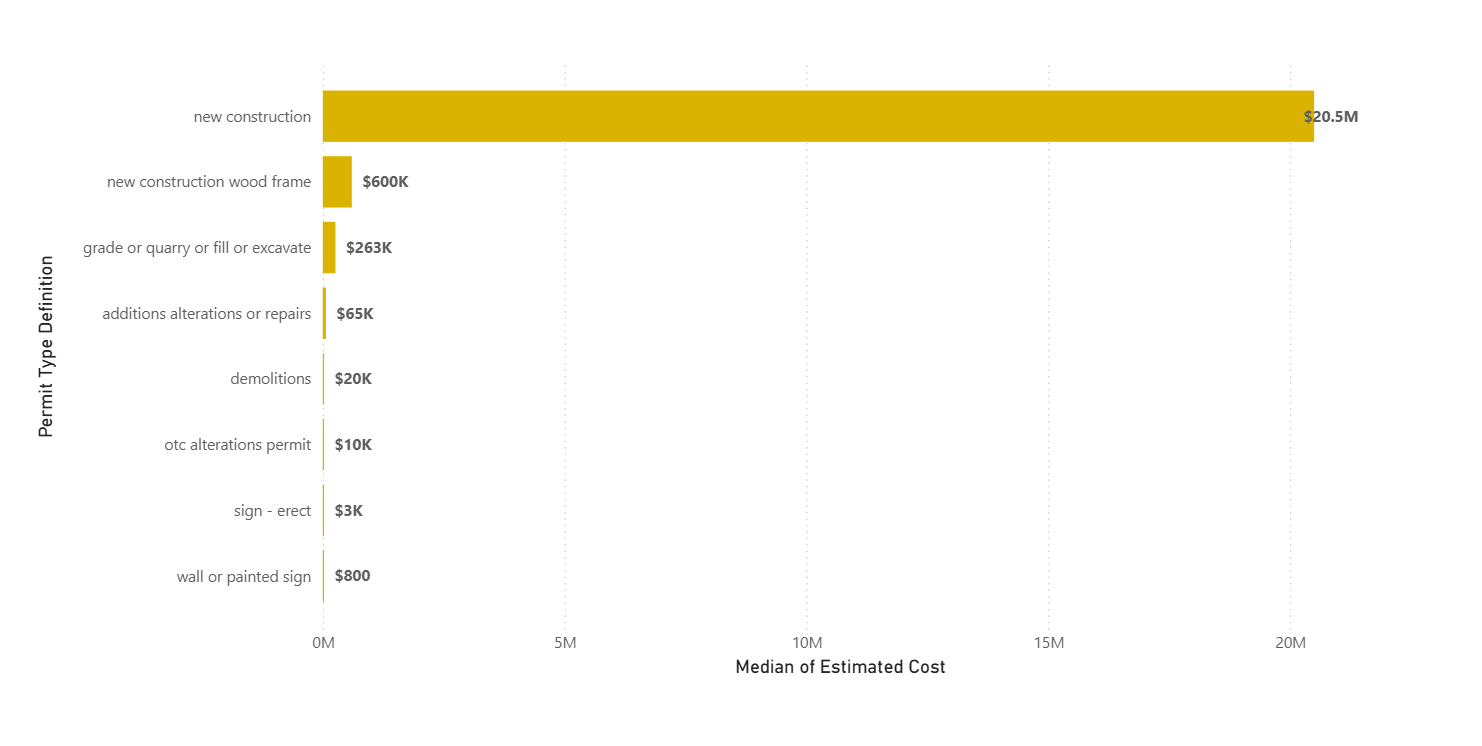 new construction $20.5M
new construction wood frame $600K
grade or quarry or fill or excavate $263K
additions alterations or repairs $65K
demolitions $20K
otc alterations permit $10K
sign - erect $3K
wall or painted sign $800
0M 5M 10M 15M 20M
Median of Estimated Cost
Permit Type Definition